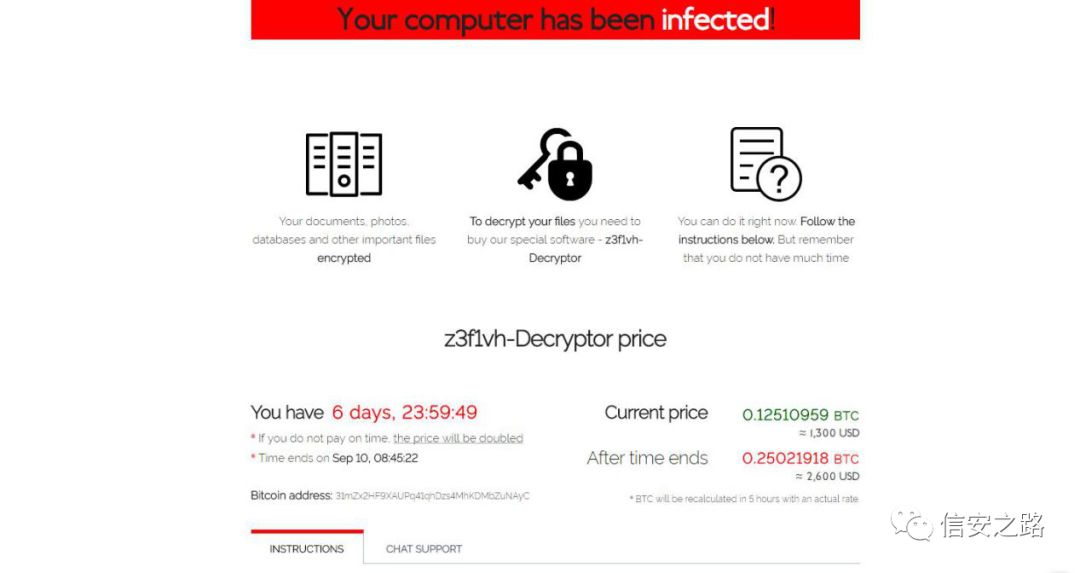 Your computer has been infected!
Your documents, photos,
databases and other important files
encrypted
To decrypt your files you need to
buy our special software - z3f1vh-
Decryptor
You can do it right now. Follow the
instructions below. But remember
that you do not have much time
z3f1vh-Decryptor price
You have 6 days, 23:59:49
* If you do not pay on time, the price will be doubled
* Time ends on Sep 10, 08:45:22
Current price 0.12510959 BTC
≈ 1,300 USD
After time ends 0.25021918 BTC
≈ 2,600 USD
Bitcoin address: 31mZx2HF9XAUPq41qhDzs4MhKDMbZuNAyC
* BTC will be recalculated in 5 hours with an actual rate.
INSTRUCTIONS CHAT SUPPORT
信安之路